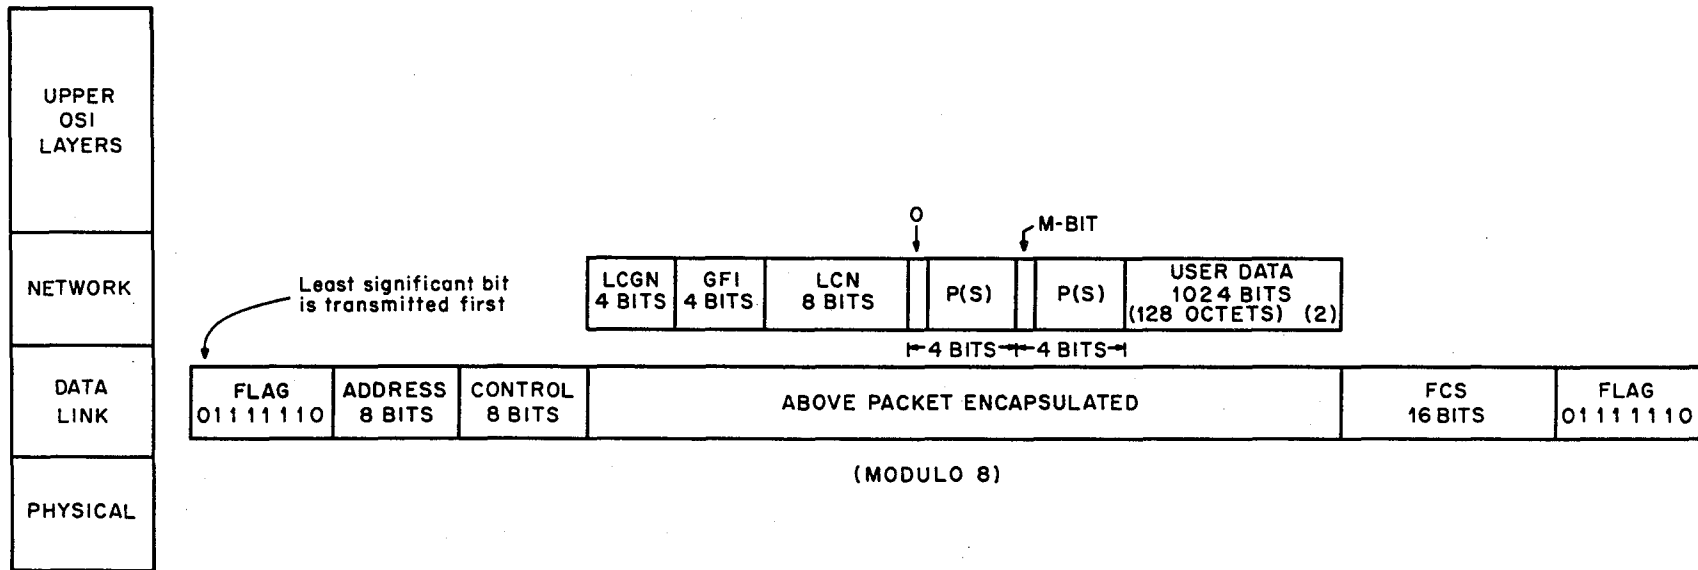 UPPER
OSI
LAYERS
NETWORK
DATA
LINK
PHYSICAL
Least significant bit
is transmitted first
0
M-BIT
LCGN
4 BITS
GFI
4 BITS
LCN
8 BITS
P(S)
P(S)
USER DATA
1024 BITS
(128 OCTETS) (2)
4 BITS
4 BITS
FLAG
01111110
ADDRESS
8 BITS
CONTROL
8 BITS
ABOVE PACKET ENCAPSULATED
FCS
16 BITS
FLAG
01111110
(MODULO 8)